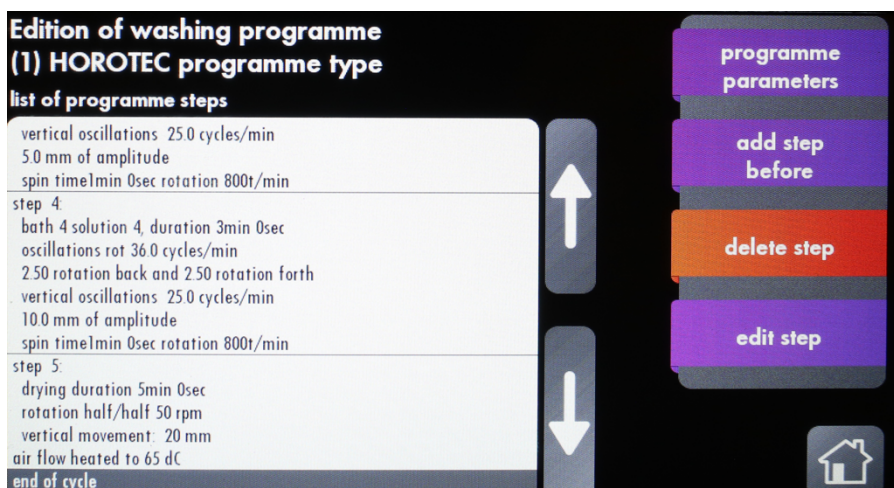 Edition of washing programme
(1) HOROTEC programme type
list of programme steps
vertical oscillations 25.0 cycles/min
5.0 mm of amplitude
spin time1min 0sec rotation 800t/min
step 4:
bath 4 solution 4, duration 3min 0sec
oscillations rot 36.0 cycles/min
2.50 rotation back and 2.50 rotation forth
vertical oscillations 25.0 cycles/min
10.0 mm of amplitude
spin time1min 0sec rotation 800t/min
step 5:
drying duration 5min 0sec
rotation half/half 50 rpm
vertical movement: 20 mm
air flow heated to 65 dC
end of cycle
programme
parameters
add step
before
delete step
edit step